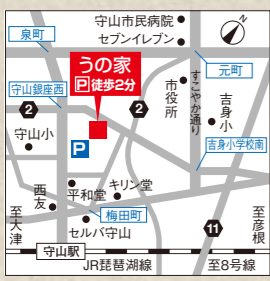 守山市民病院
セブンイレブン
泉町
うの家
P徒歩2分
元町
市役所
すこやか通り
吉身小
守山銀座西
2
2
守山小
P
吉身小学校南
西友
平和堂
キリン堂
梅田町
セルバ守山
11
至大津
至彦根
守山駅
JR琵琶湖線
至8号線